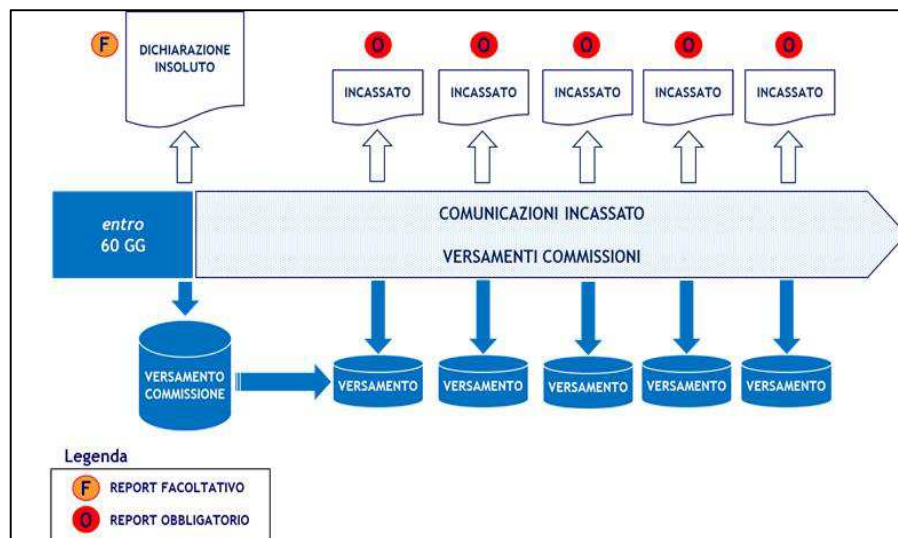 F
DICHIARAZIONE
INSOLUTO
O
O
O
O
O
INCASSATO
INCASSATO
INCASSATO
INCASSATO
INCASSATO
entro
60 GG
COMUNICAZIONI INCASSATO
VERSAMENTI COMMISSIONI
VERSAMENTO
COMMISSIONE
VERSAMENTO
VERSAMENTO
VERSAMENTO
VERSAMENTO
VERSAMENTO
Legenda
F REPORT FACOLTATIVO
O REPORT OBBLIGATORIO